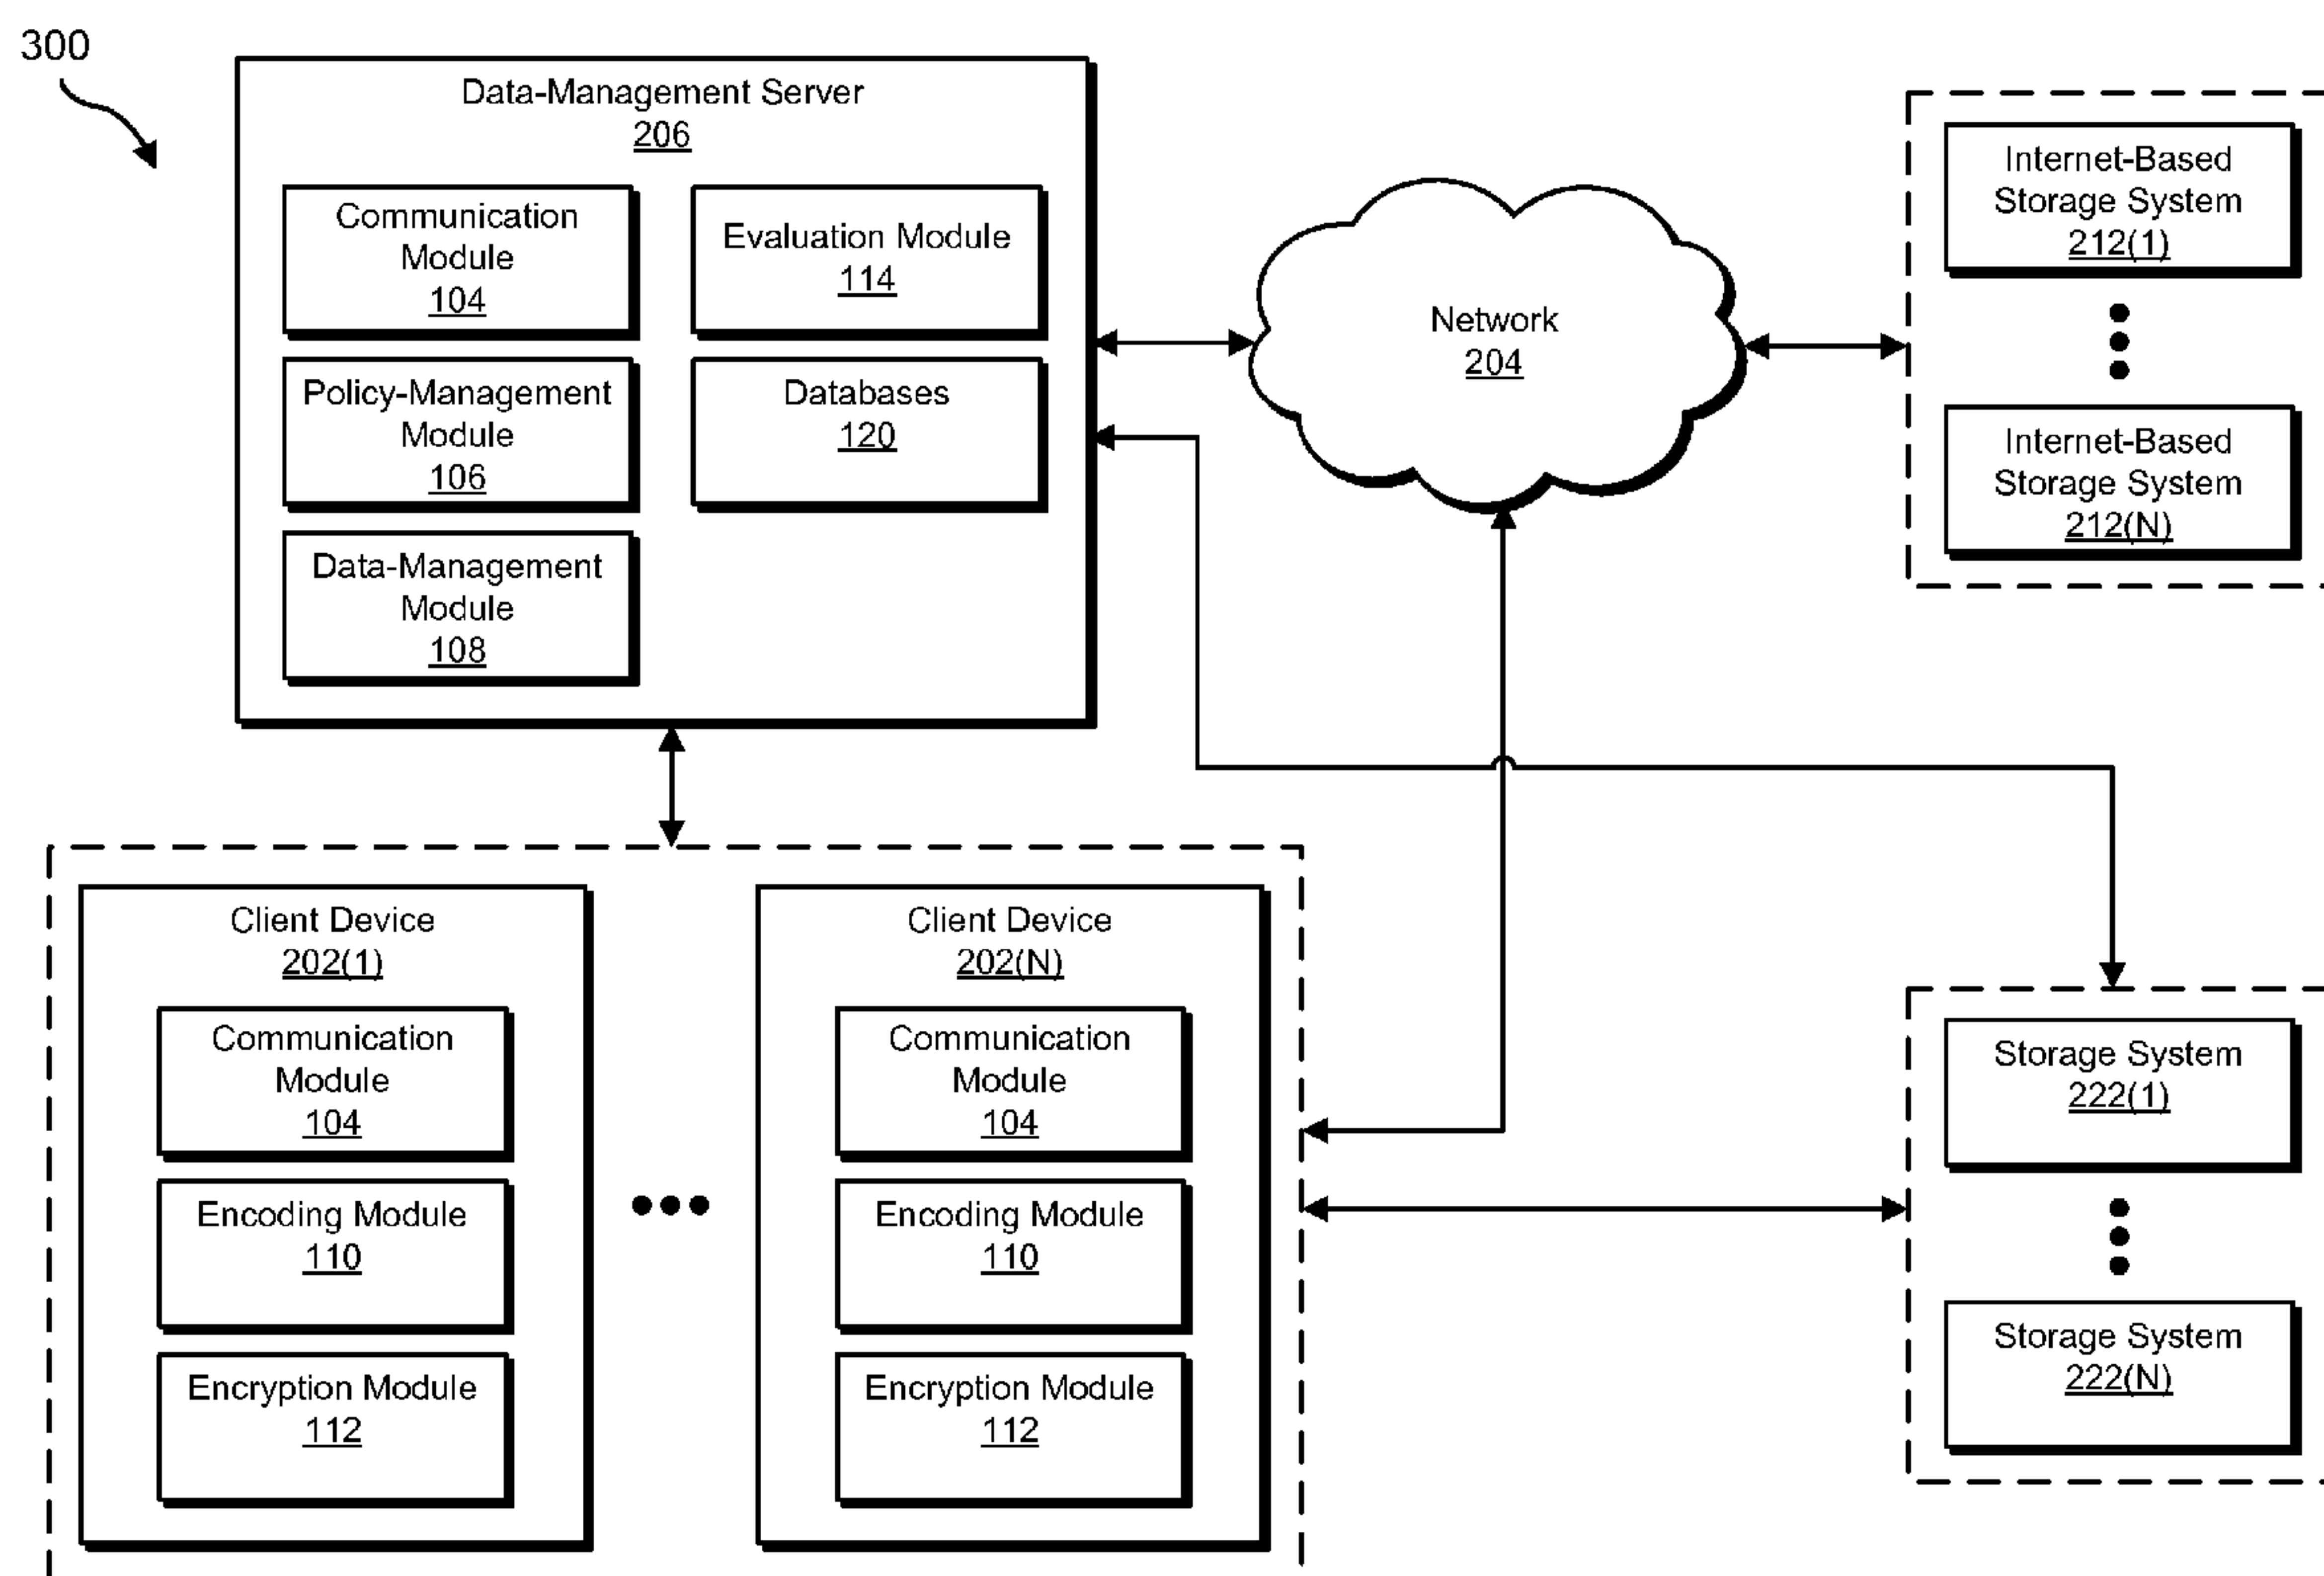 300
Data-Management Server
206
Communication
Module
104
Evaluation Module
114
Policy-Management
Module
106
Databases
120
Data-Management
Module
108
Network
204
Internet-Based
Storage System
212(1)
Internet-Based
Storage System
212(N)
Client Device
202(1)
Communication
Module
104
Encoding Module
110
Encryption Module
112
Client Device
202(N)
Communication
Module
104
Encoding Module
110
Encryption Module
112
Storage System
222(1)
Storage System
222(N)